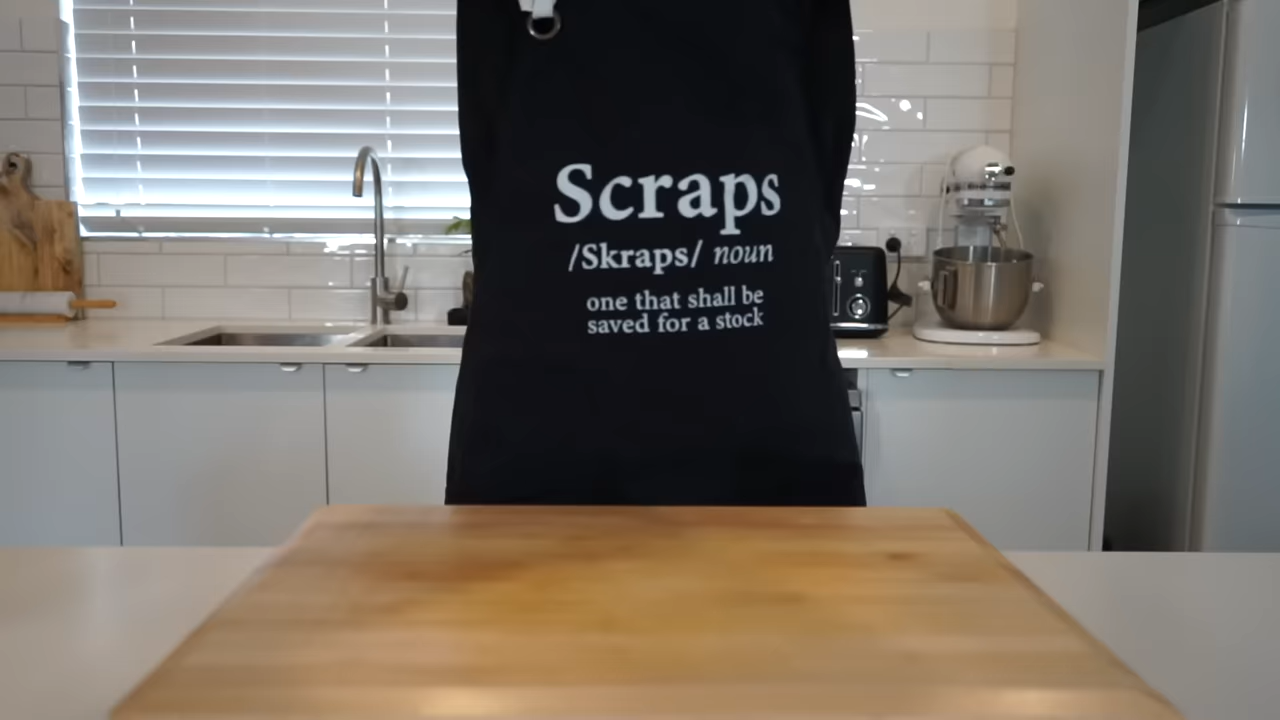 Scraps
/Skraps/ noun
one that shall be
saved for a stock